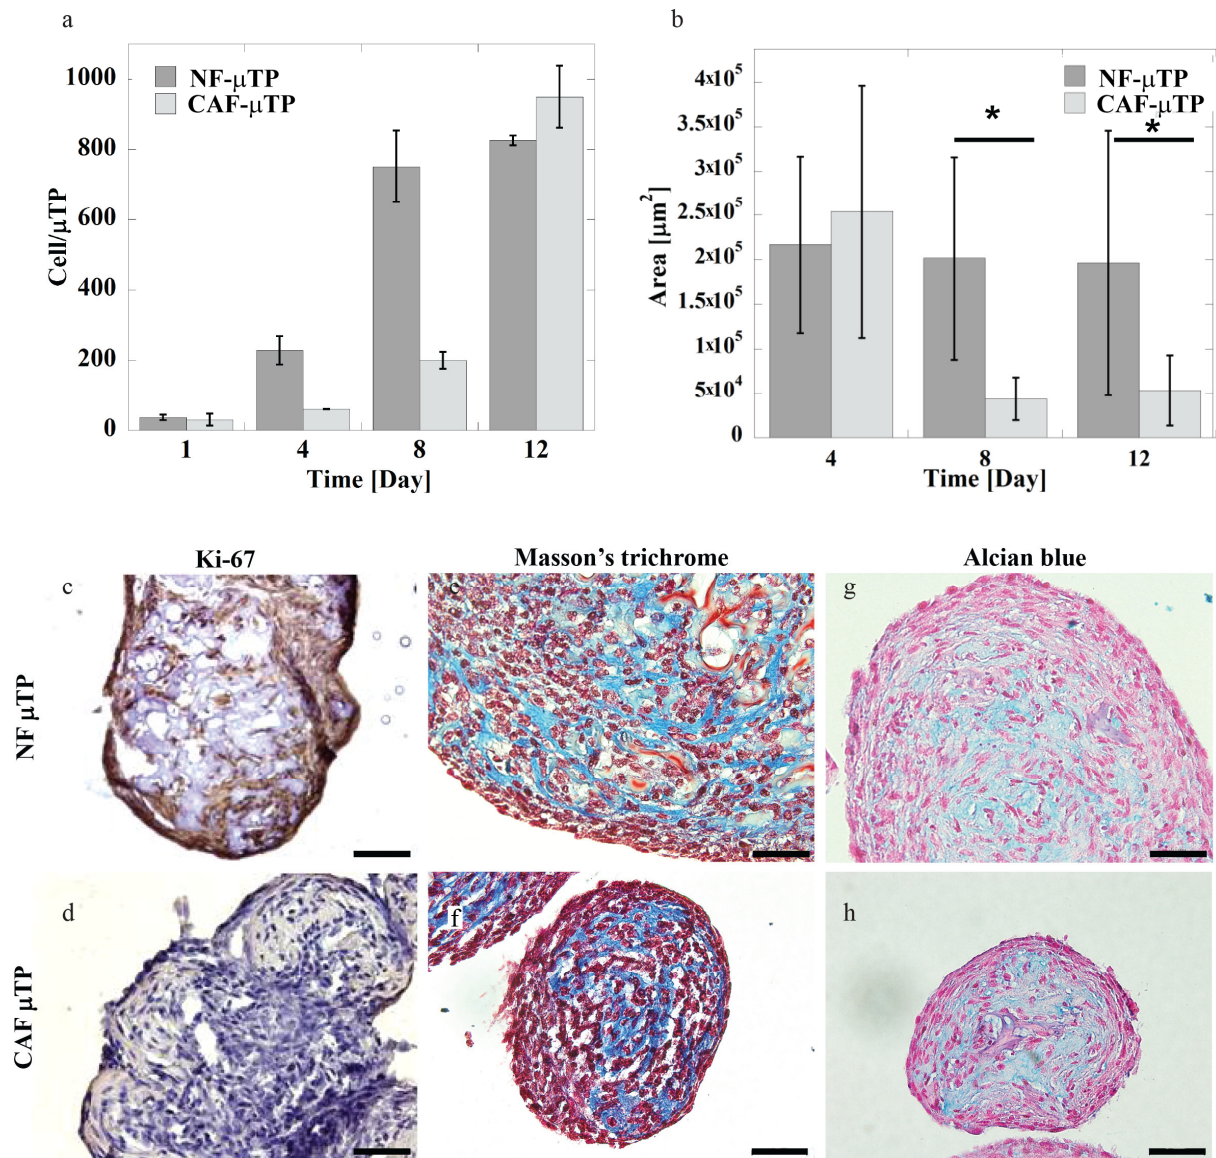 a
1000
800
600
400
200
0
Cell/μTP
NF-μTP
CAF-μTP
1 4 8 12
Time [Day]
b
4x10⁵
3.5x10⁵
3x10⁵
2.5x10⁵
2x10⁵
1.5x10⁵
1x10⁵
5x10⁴
0
Area [μm²]
NF-μTP
CAF-μTP
* *
4 8 12
Time [Day]
Ki-67 Masson's trichrome Alcian blue
NF μTP
c e g
CAF μTP
d f h